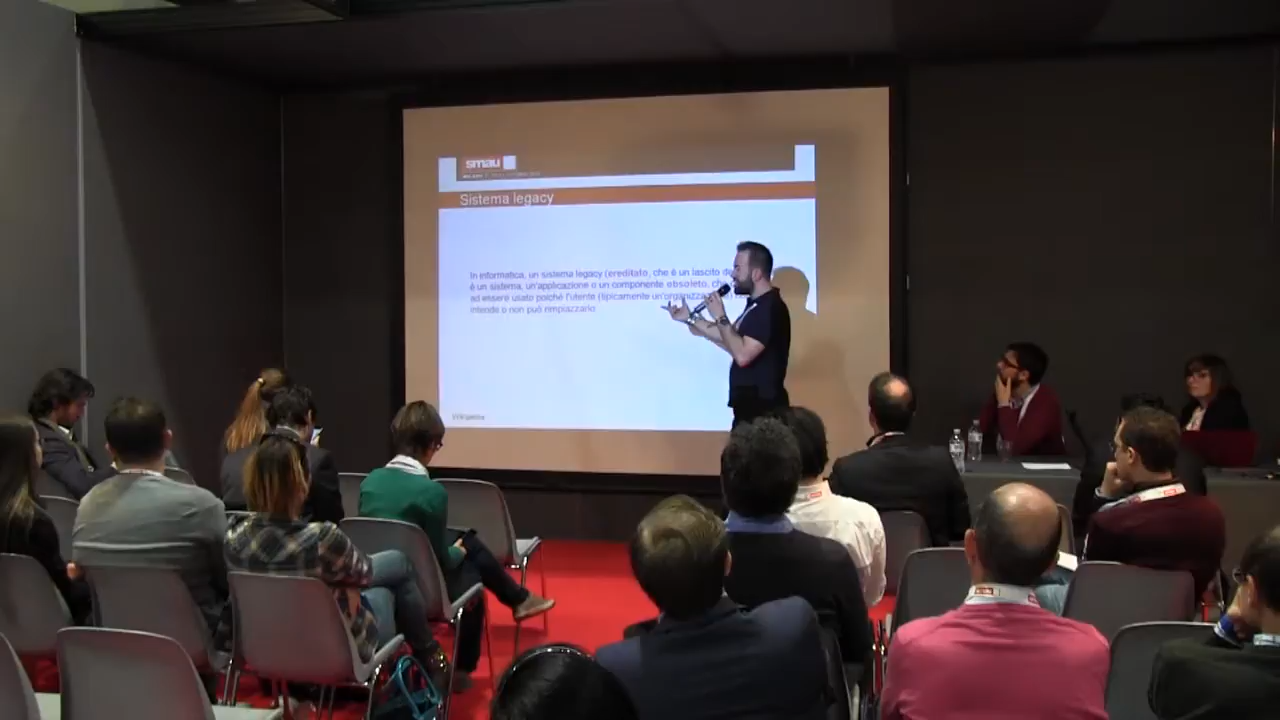 smau
Sistema legacy
In informatica, un sistema legacy (ereditato, che è un lascito
è un sistema, un'applicazione o un componente obsoleto,
ad essere usato poiché l'utente (tipicamente un'organizzazione)
intende o non può rimpiazzarlo